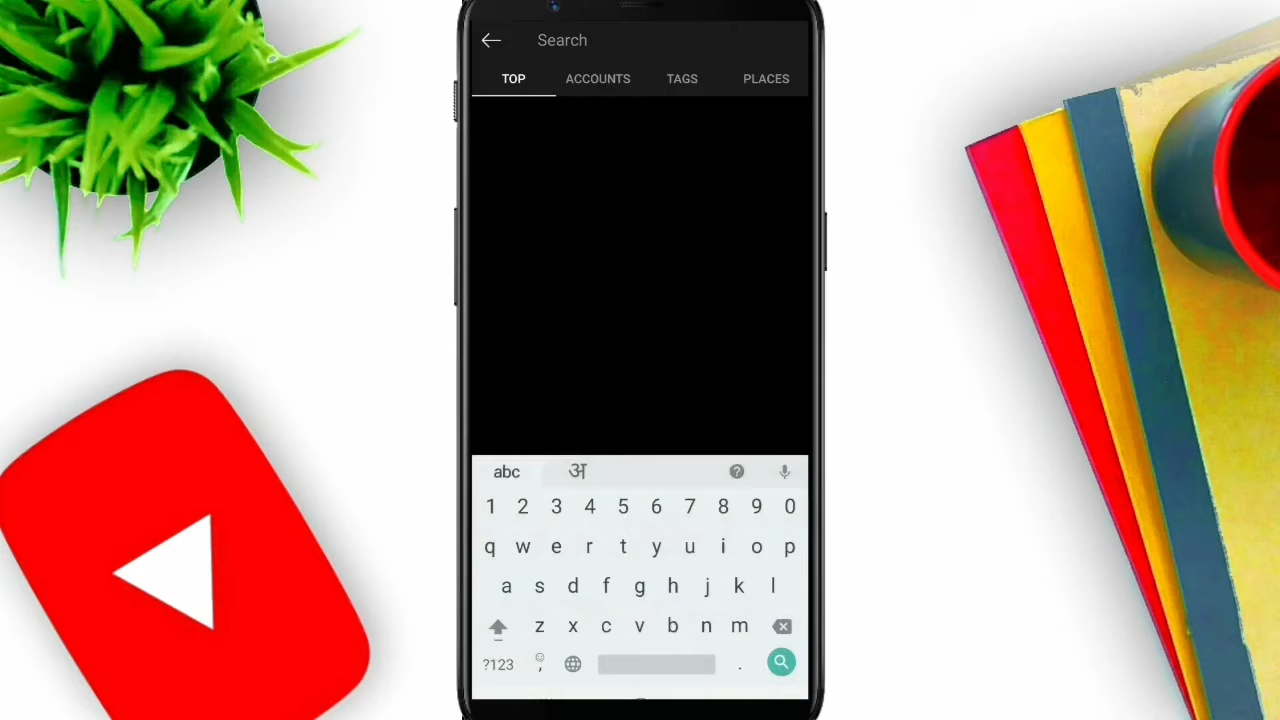 Search
TOP ACCOUNTS TAGS PLACES
abc अ
1 2 3 4 5 6 7 8 9 0
q w e r t y u i o p
a s d f g h j k l
z x c v b n m
?123 , .